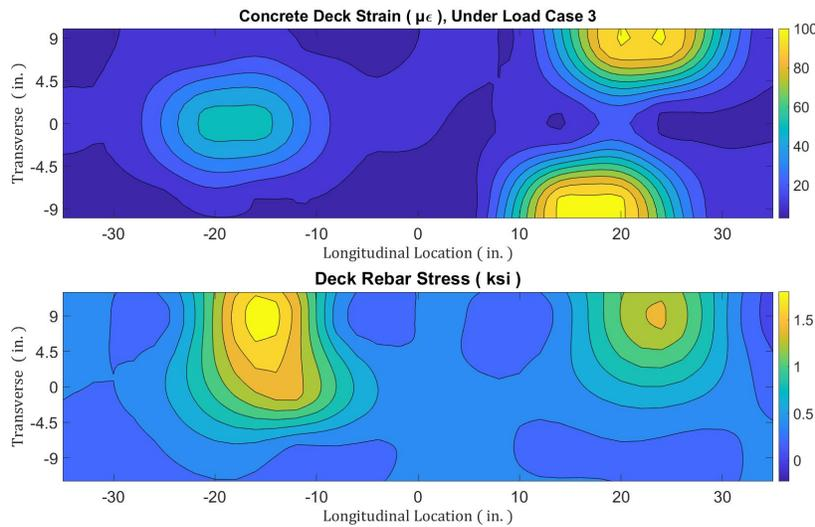 Concrete Deck Strain ( με ), Under Load Case 3
Transverse ( in. )
9
4.5
0
-4.5
-9
-30 -20 -10 0 10 20 30
Longitudinal Location ( in. )
100
80
60
40
20
Deck Rebar Stress ( ksi )
Transverse ( in. )
9
4.5
0
-4.5
-9
-30 -20 -10 0 10 20 30
Longitudinal Location ( in. )
1.5
1
0.5
0